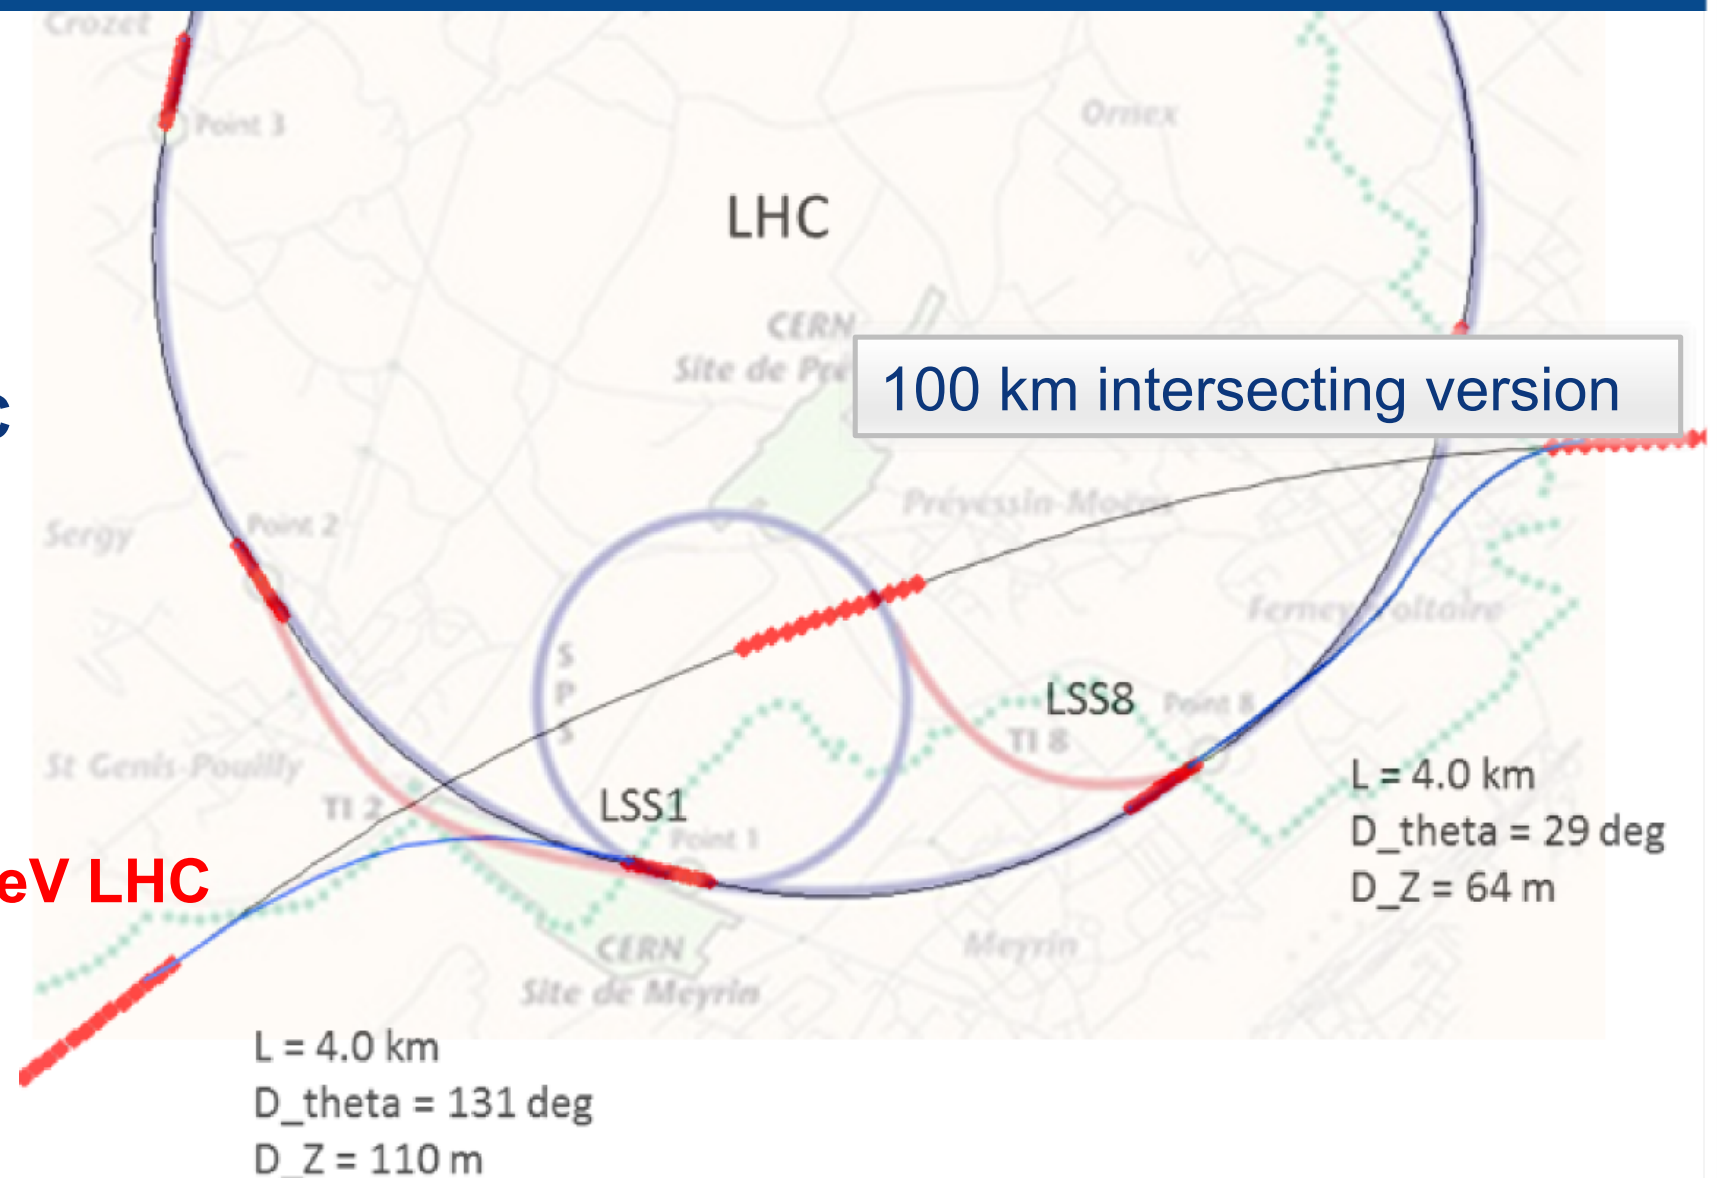 Crozet
Point 3
Ornex
LHC
CERN
Site de Pré
100 km intersecting version
C
Sergy
Point 2
Prévessin-Moëns
Ferney Voltaire
S
P
S
LSS8
Point 8
TI 8
St Genis-Pouilly
TI 2
LSS1
Point 1
L = 4.0 km
D_theta = 29 deg
D_Z = 64 m
eV LHC
CERN
Site de Meyrin
Meyrin
L = 4.0 km
D_theta = 131 deg
D_Z = 110 m